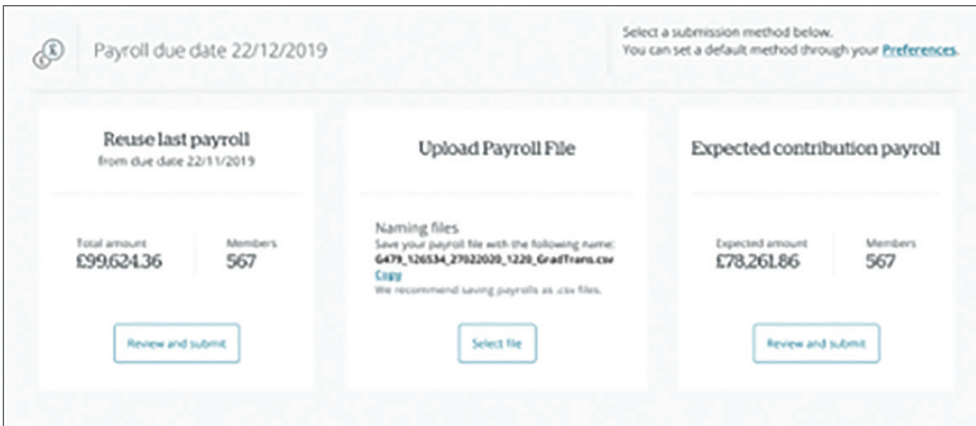 Payroll due date 22/12/2019
Select a submission method below.
You can set a default method through your Preferences.
Reuse last payroll
from due date 22/11/2019
Total amount
£99,624.36
Members
567
Review and submit
Upload Payroll File
Naming files
Save your payroll file with the following name:
G479_126534_27022020_1220_GradTrans.csv
Copy
We recommend saving payrolls as .csv files.
Select file
Expected contribution payroll
Expected amount
£78,261.86
Members
567
Review and submit